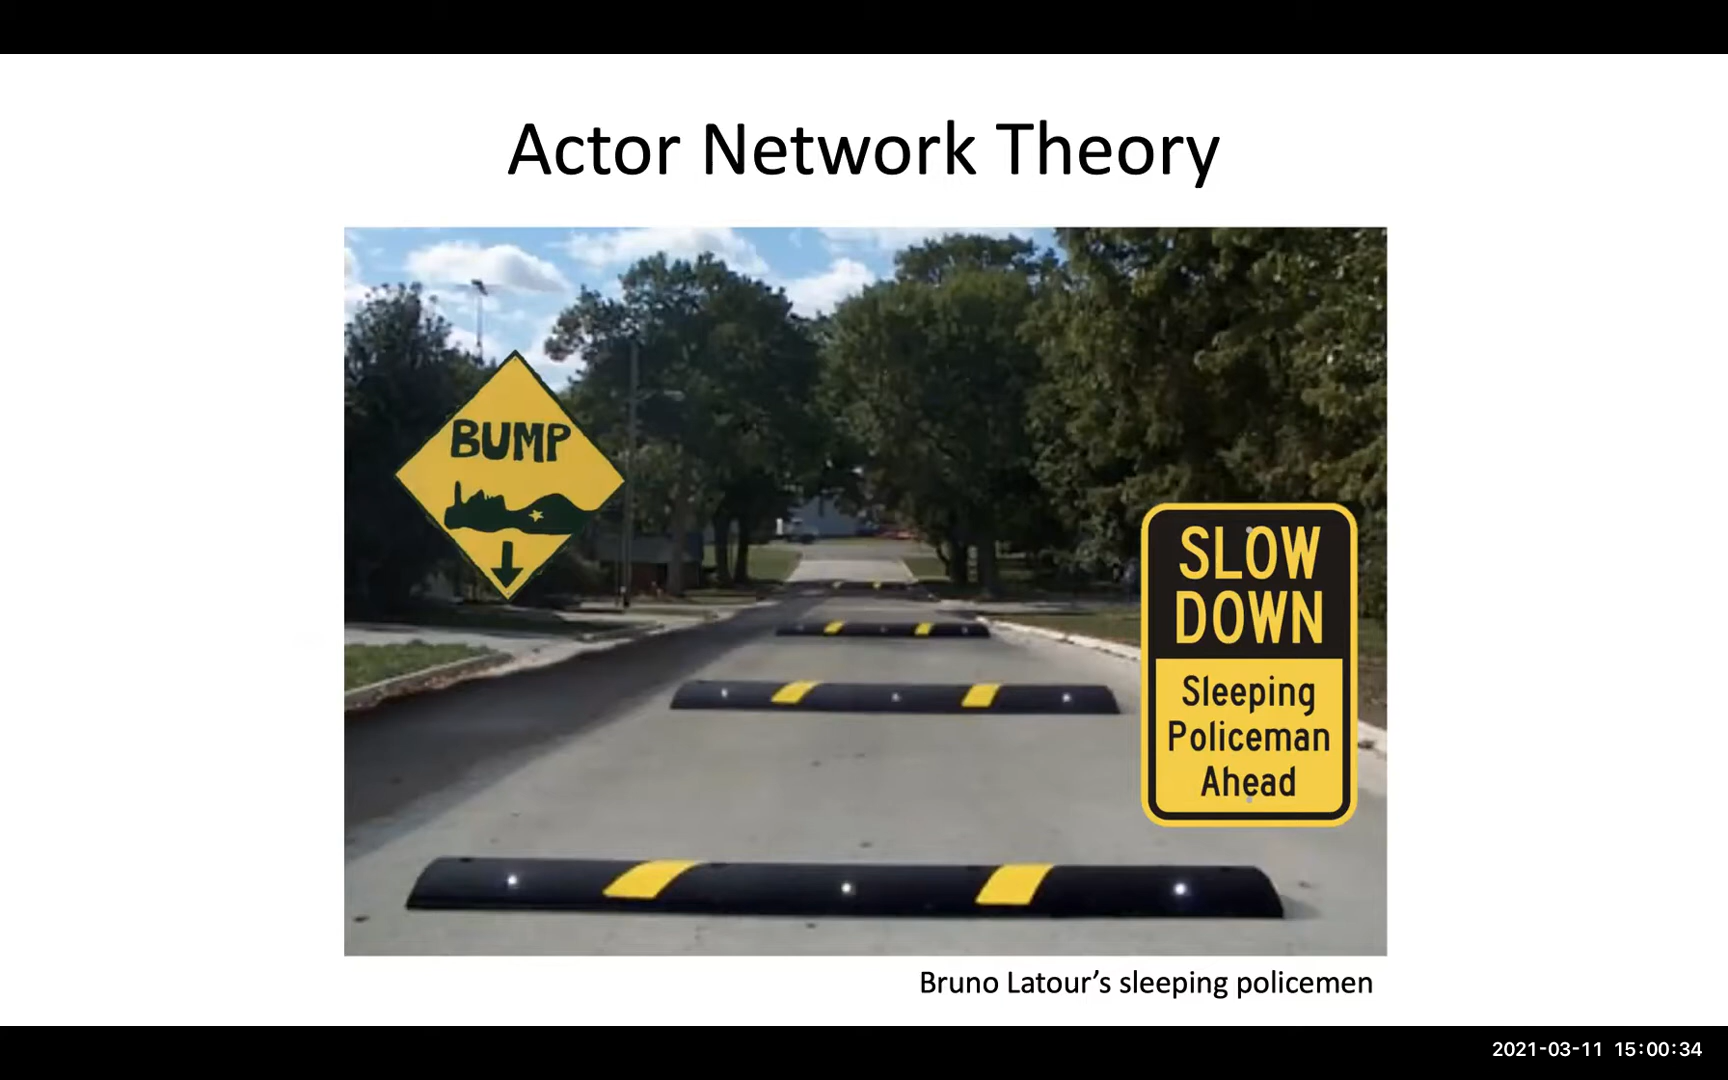 Actor Network Theory
BUMP
SLOW
DOWN
Sleeping
Policeman
Ahead
Bruno Latour’s sleeping policemen
2021-03-11 15:00:34